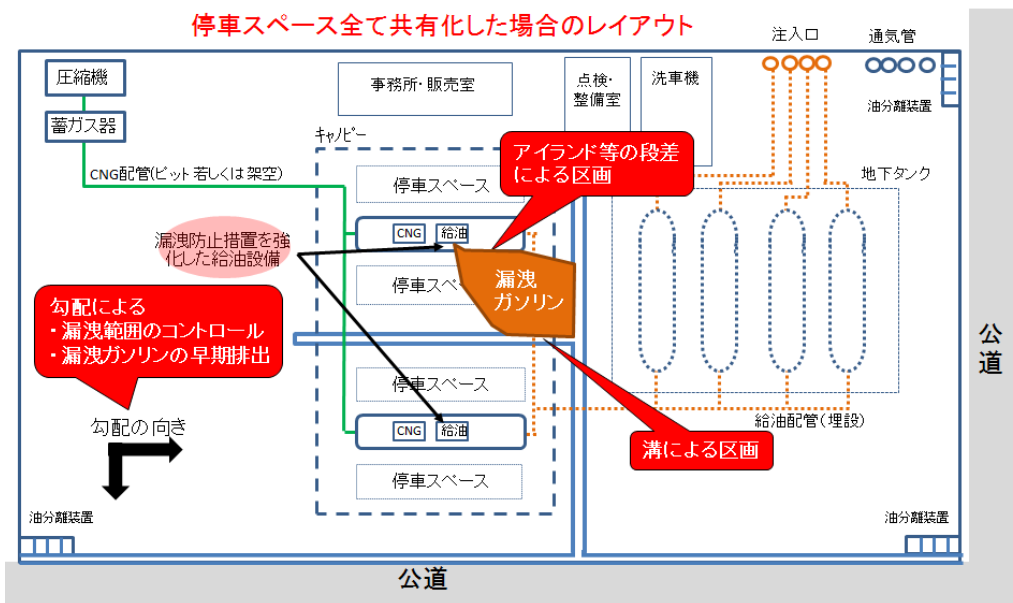 停車スペース全て共有化した場合のレイアウト
注入口
通気管
圧縮機
事務所・販売室
点検・
整備室
洗車機
油分離装置
蓄ガス器
キャノピー
アイランド等の段差
による区画
CNG配管(ピット若しくは架空)
停車スペース
地下タンク
漏洩防止措置を強
化した給油設備
CNG
給油
停車スペース
漏洩
ガソリン
勾配による
・漏洩範囲のコントロール
・漏洩ガソリンの早期排出
公道
停車スペース
勾配の向き
CNG
給油
給油配管(埋設)
溝による区画
停車スペース
油分離装置
油分離装置
公道